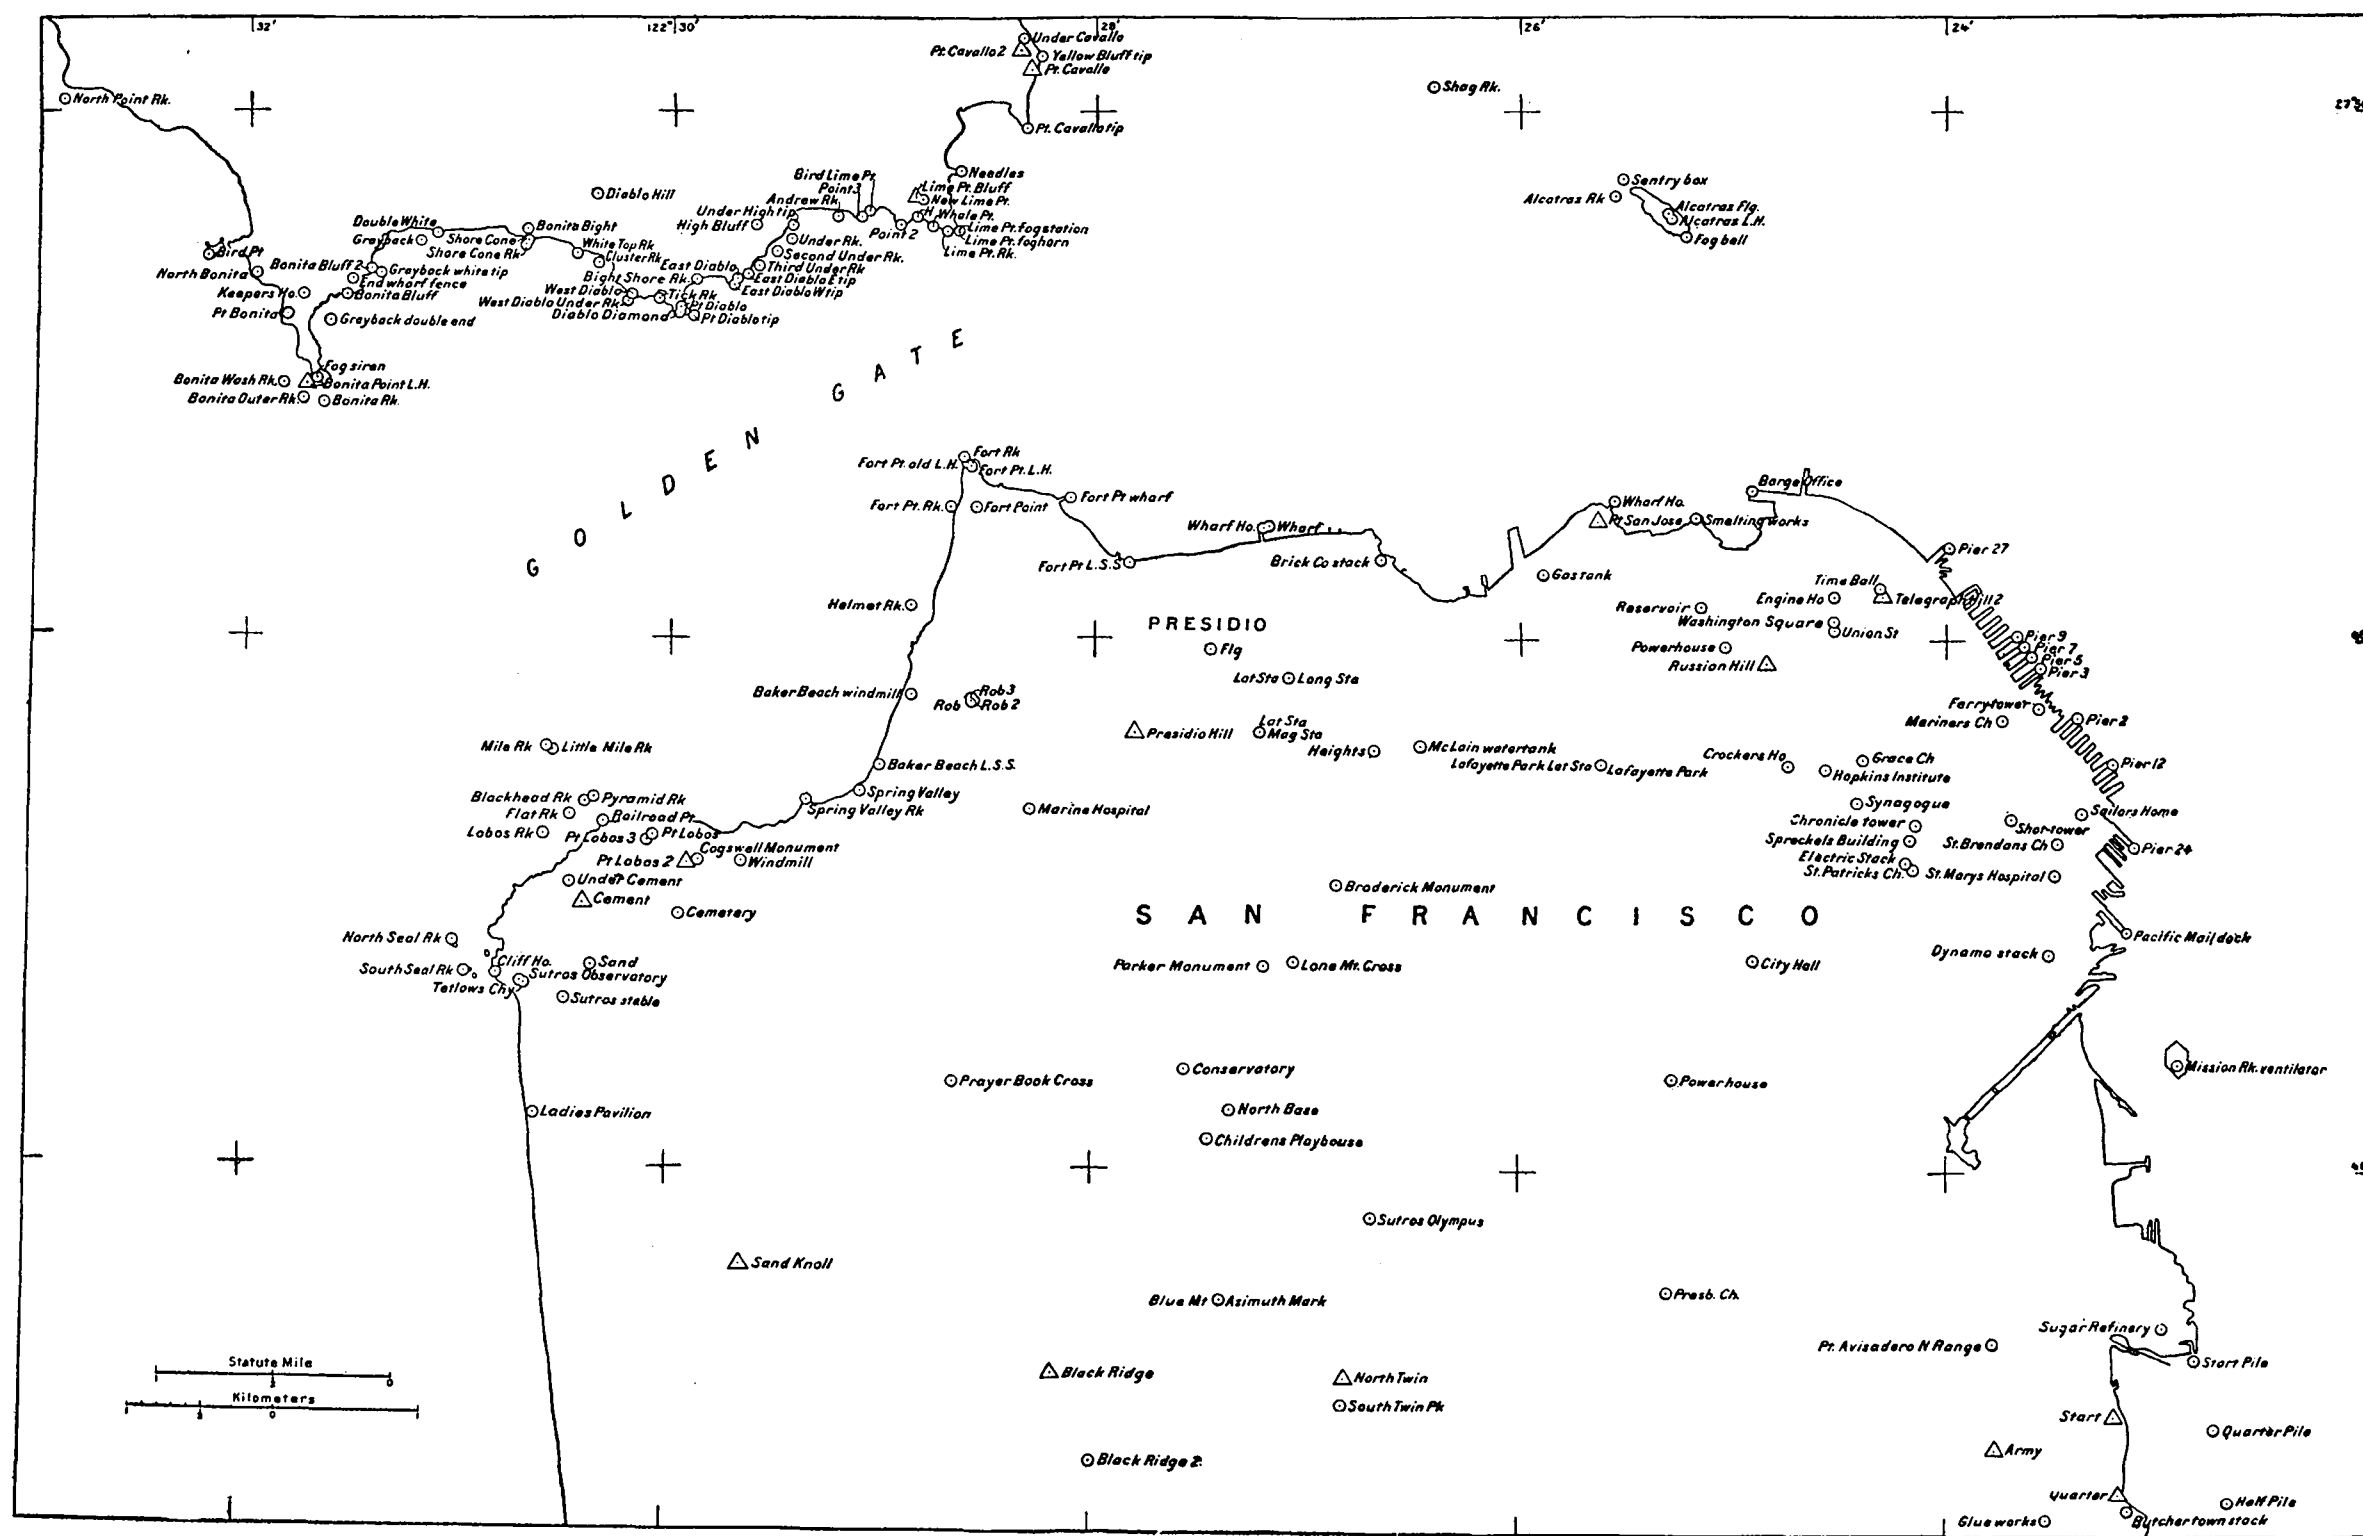 32'
122° 30'
28'
26'
24'
Under Cavallo
Pt. Cavallo 2
Yellow Bluff tip
Pt. Cavallo
Shag Rk.
North Point Rk.
Pt. Cavallo tip
Needles
Bird Lime Pt.
Point 3
Lime Pt. Bluff
New Lime Pt.
Andrew Rk.
H
Whale Pt.
Diablo Hill
Under High tip
High Bluff
Point 2
Lime Pt. fog station
Lime Pt. foghorn
Lime Pt. Rk.
Sentry box
Alcatras Rk
Alcatras Flg.
Alcatras L.H.
Fog bell
Double White
Bonita Bight
Grayback
Shore Cone
Shore Cone Rk
White Top Rk
Cluster Rk
Under Rk.
Second Under Rk.
Third Under Rk
Bird Pt
North Bonita
Bonita Bluff 2
Grayback white tip
End wharf fence
Bonita Bluff
Keepers Ho.
East Diablo
East Diablo E tip
East Diablo W tip
Bight Shore Rk.
West Diablo
Tick Rk
West Diablo Under Rk
Pt Diablo
Diablo Diamond
Pt Diablo tip
Pt Bonita
Grayback double end
Fog siren
Bonita Wash Rk.
Bonita Point L.H.
Bonita Outer Rk.
Bonita Rk.
GOLDEN GATE
Fort Rk
Fort Pt. old L.H.
Fort Pt. L.H.
Fort Pt. Rk.
Fort Point
Fort Pt wharf
Wharf Ho.
Wharf
Fort Pt L.S.S
Brick Co stack
Barge Office
Wharf Ho.
Pt San Jose
Smelting works
Pier 27
Gas tank
Time Ball
Engine Ho
Telegraph Hill 2
Reservoir
Washington Square
Union St
Powerhouse
Russion Hill
Pier 9
Pier 7
Pier 5
Pier 3
Helmet Rk.
PRESIDIO
Flg
Lat Sta
Long Sta
Baker Beach windmill
Rob 3
Rob
Rob 2
Ferry tower
Mariners Ch
Pier 2
Presidio Hill
Lat Sta
Mag Sta
Heights
McLain watertank
Lafayette Park Lat Sta
Lafayette Park
Crockers Ho
Grace Ch
Hopkins Institute
Pier 12
Mile Rk
Little Mile Rk
Baker Beach L.S.S.
Spring Valley
Spring Valley Rk
Marine Hospital
Blackhead Rk
Pyramid Rk
Flat Rk
Railroad Pt.
Lobos Rk
Pt Lobos 3
Pt Lobos
Cogswell Monument
Pt Lobos 2
Windmill
Synagogue
Chronicle tower
Shot-tower
Sailors Home
Spreckels Building
St. Brendans Ch
Pier 24
Electric Stack
St. Patricks Ch.
St. Marys Hospital
Under Cement
Cement
Cemetery
Broderick Monument
SAN FRANCISCO
North Seal Rk
Cliff Ho.
Sand
South Seal Rk
Sutros Observatory
Tetlows Chy
Sutros stable
Parker Monument
Lone Mt. Cross
City Hall
Dynamo stack
Pacific Mail dock
Prayer Book Cross
Conservatory
Powerhouse
Mission Rk. ventilator
Ladies Pavilion
North Base
Childrens Playhouse
Sutros Olympus
Sand Knoll
Blue Mt
Azimuth Mark
Presb. Ch.
Sugar Refinery
Pt. Avisadero N Range
Start Pile
Statute Mile
Kilometers
Black Ridge
North Twin
South Twin Pk
Start
Quarter Pile
Army
Black Ridge 2
Quarter
Half Pile
Glue works
Butchertown stack